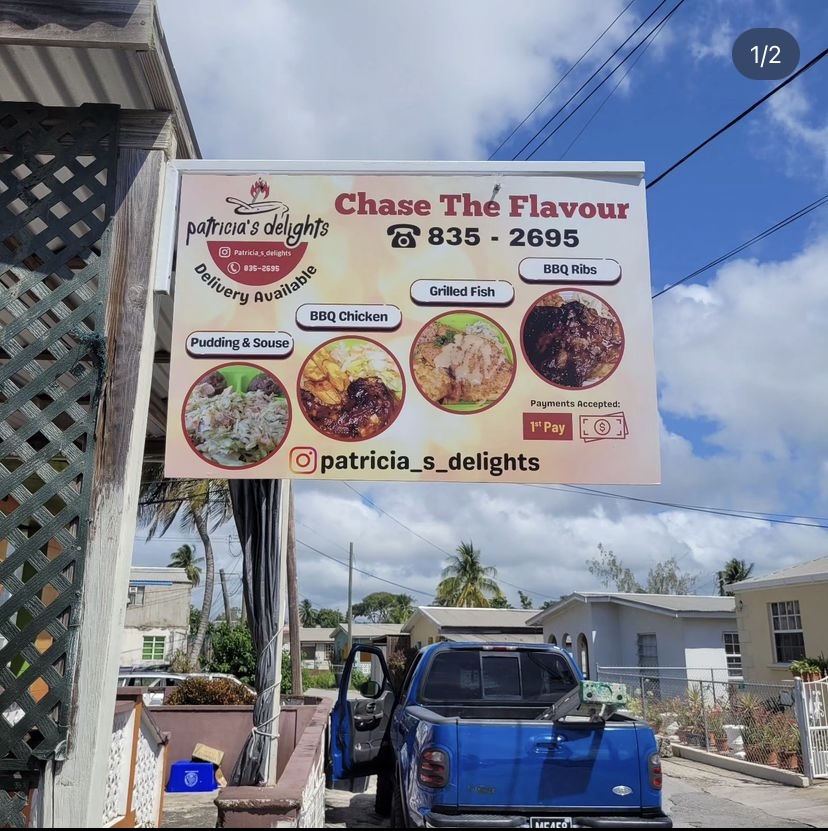 1/2
patricia's delights
Patricia_s_delights
835-2695
Delivery Available
Chase The Flavour
835 - 2695
BBQ Ribs
Grilled Fish
BBQ Chicken
Pudding & Souse
Payments Accepted:
1st Pay
$
patricia_s_delights